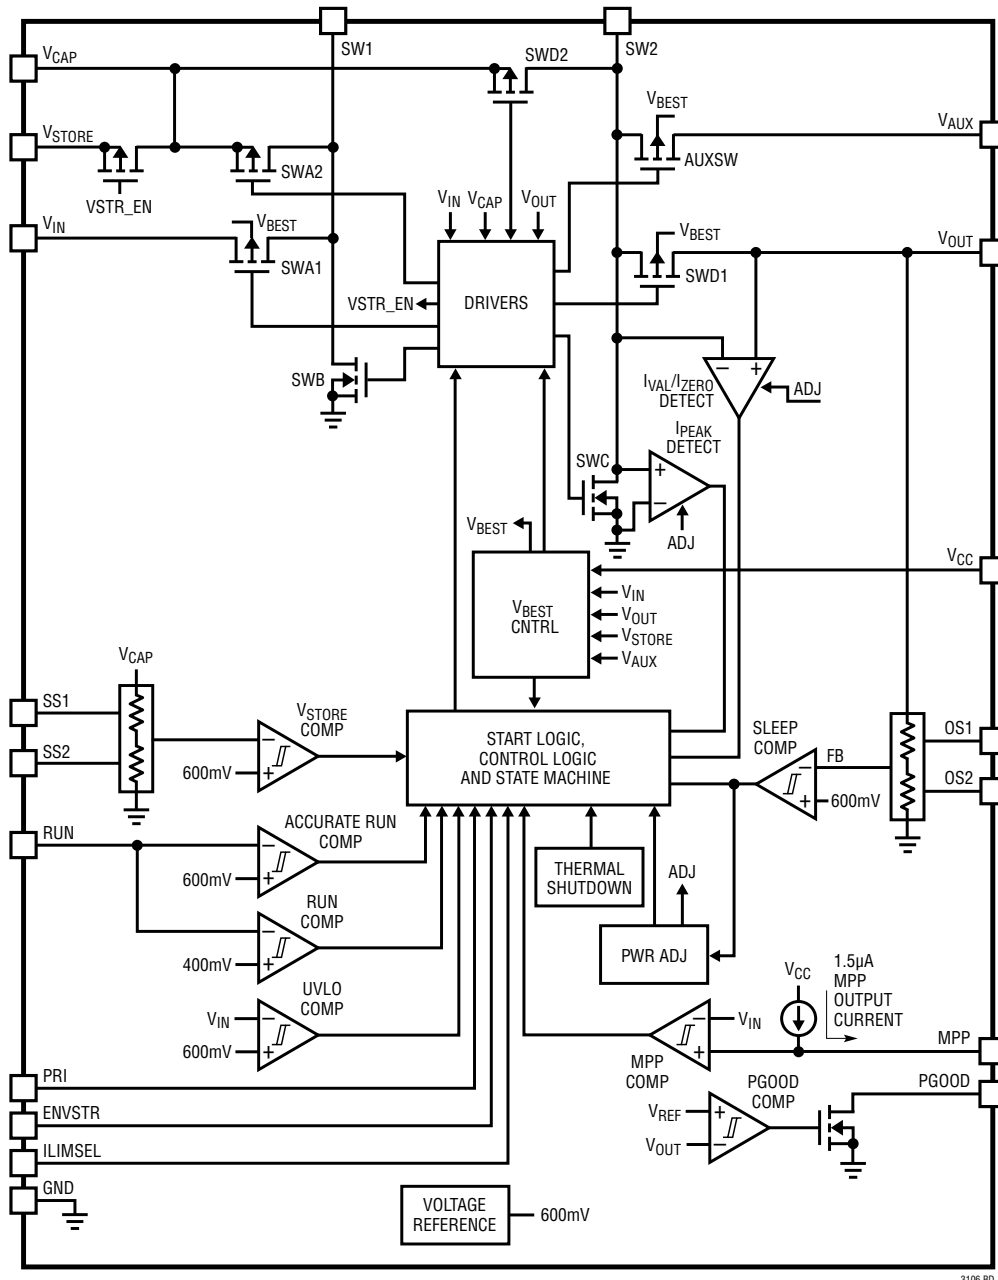 SW1
SW2
VCAP
SWD2
VBEST
VAUX
VSTORE
AUXSW
SWA2
VSTR_EN
VIN
VCAP
VOUT
VIN
VBEST
VBEST
VOUT
SWA1
SWD1
VSTR_EN
DRIVERS
SWB
IVAL/IZERO
DETECT
ADJ
IPEAK
DETECT
SWC
ADJ
VBEST
VCC
VBEST
CNTRL
VIN
VOUT
VSTORE
VAUX
VCAP
SS1
SS2
VSTORE
COMP
600mV
START LOGIC,
CONTROL LOGIC
AND STATE MACHINE
SLEEP
COMP
FB
600mV
OS1
OS2
RUN
ACCURATE RUN
COMP
600mV
THERMAL
SHUTDOWN
ADJ
RUN
COMP
400mV
PWR ADJ
VCC
1.5µA
MPP
OUTPUT
CURRENT
UVLO
COMP
VIN
600mV
VIN
MPP
COMP
MPP
PRI
PGOOD
COMP
PGOOD
ENVSTR
VREF
VOUT
ILIMSEL
GND
VOLTAGE
REFERENCE
600mV
3106 BD